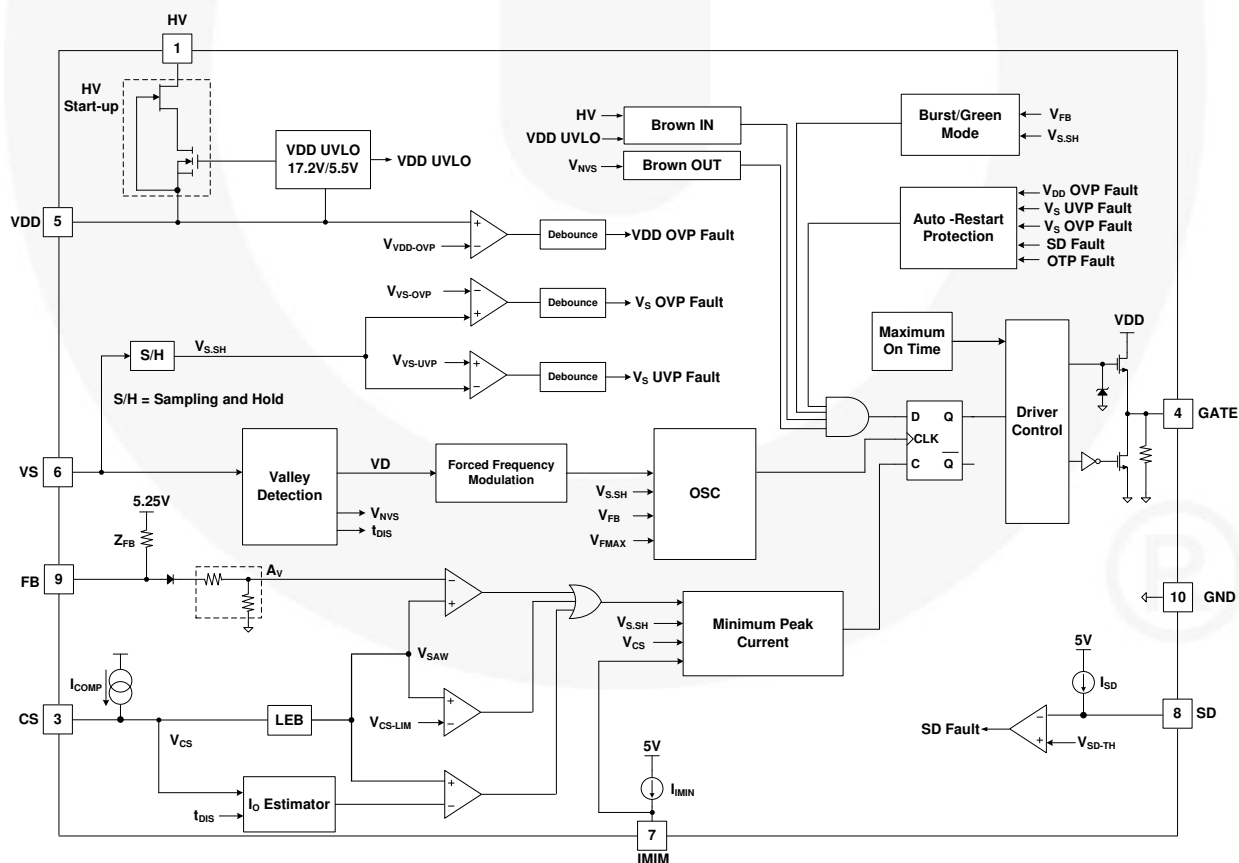 HV
1
HV
Start-up
VDD UVLO
17.2V/5.5V
VDD UVLO
HV
VDD UVLO
Brown IN
VNVS
Brown OUT
Burst/Green
Mode
VFB
VS.SH
VDD
5
VVDD-OVP
Debounce
VDD OVP Fault
Auto -Restart
Protection
VDD OVP Fault
VS UVP Fault
VS OVP Fault
SD Fault
OTP Fault
VVS-OVP
Debounce
VS OVP Fault
S/H
VS.SH
VVS-UVP
Debounce
VS UVP Fault
S/H = Sampling and Hold
Maximum
On Time
VDD
Driver
Control
D Q
CLK
C Q
4
GATE
VS
6
Valley
Detection
VD
VNVS
tDIS
Forced Frequency
Modulation
OSC
VS.SH
VFB
VFMAX
5.25V
ZFB
FB
9
AV
10
GND
VS.SH
VCS
Minimum Peak
Current
VSAW
ICOMP
CS
3
VCS
LEB
VCS-LIM
5V
ISD
8
SD
SD Fault
VSD-TH
5V
IIMIN
tDIS
IO Estimator
7
IMIM
R